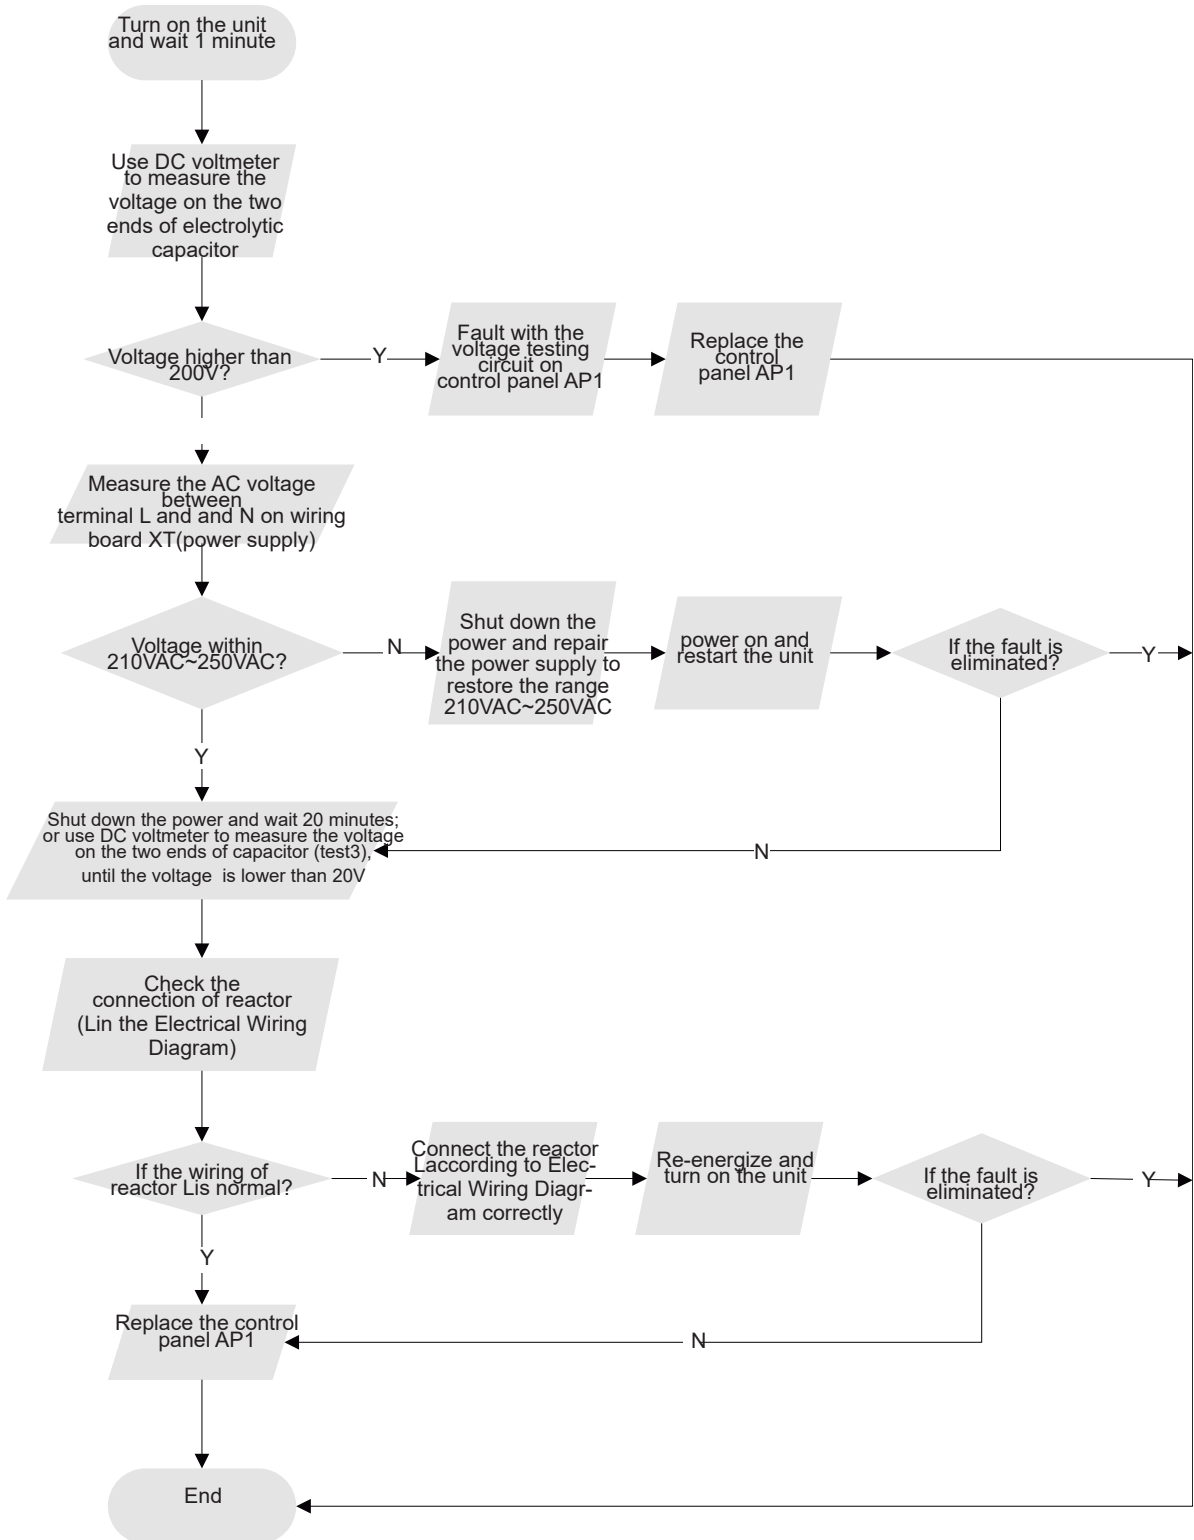 Turn on the unit
and wait 1 minute
Use DC voltmeter
to measure the
voltage on the two
ends of electrolytic
capacitor
Voltage higher than
200V?
Y
Fault with the
voltage testing
circuit on
control panel AP1
Replace the
control
panel AP1
Measure the AC voltage
between
terminal L and and N on wiring
board XT(power supply)
Voltage within
210VAC~250VAC?
N
Shut down the
power and repair
the power supply to
restore the range
210VAC~250VAC
power on and
restart the unit
If the fault is
eliminated?
Y
Y
Shut down the power and wait 20 minutes;
or use DC voltmeter to measure the voltage
on the two ends of capacitor (test3),
until the voltage is lower than 20V
N
Check the
connection of reactor
(Lin the Electrical Wiring
Diagram)
If the wiring of
reactor Lis normal?
N
Connect the reactor
Laccording to Elec-
trical Wiring Diagr-
am correctly
Re-energize and
turn on the unit
If the fault is
eliminated?
Y
Y
Replace the control
panel AP1
N
End